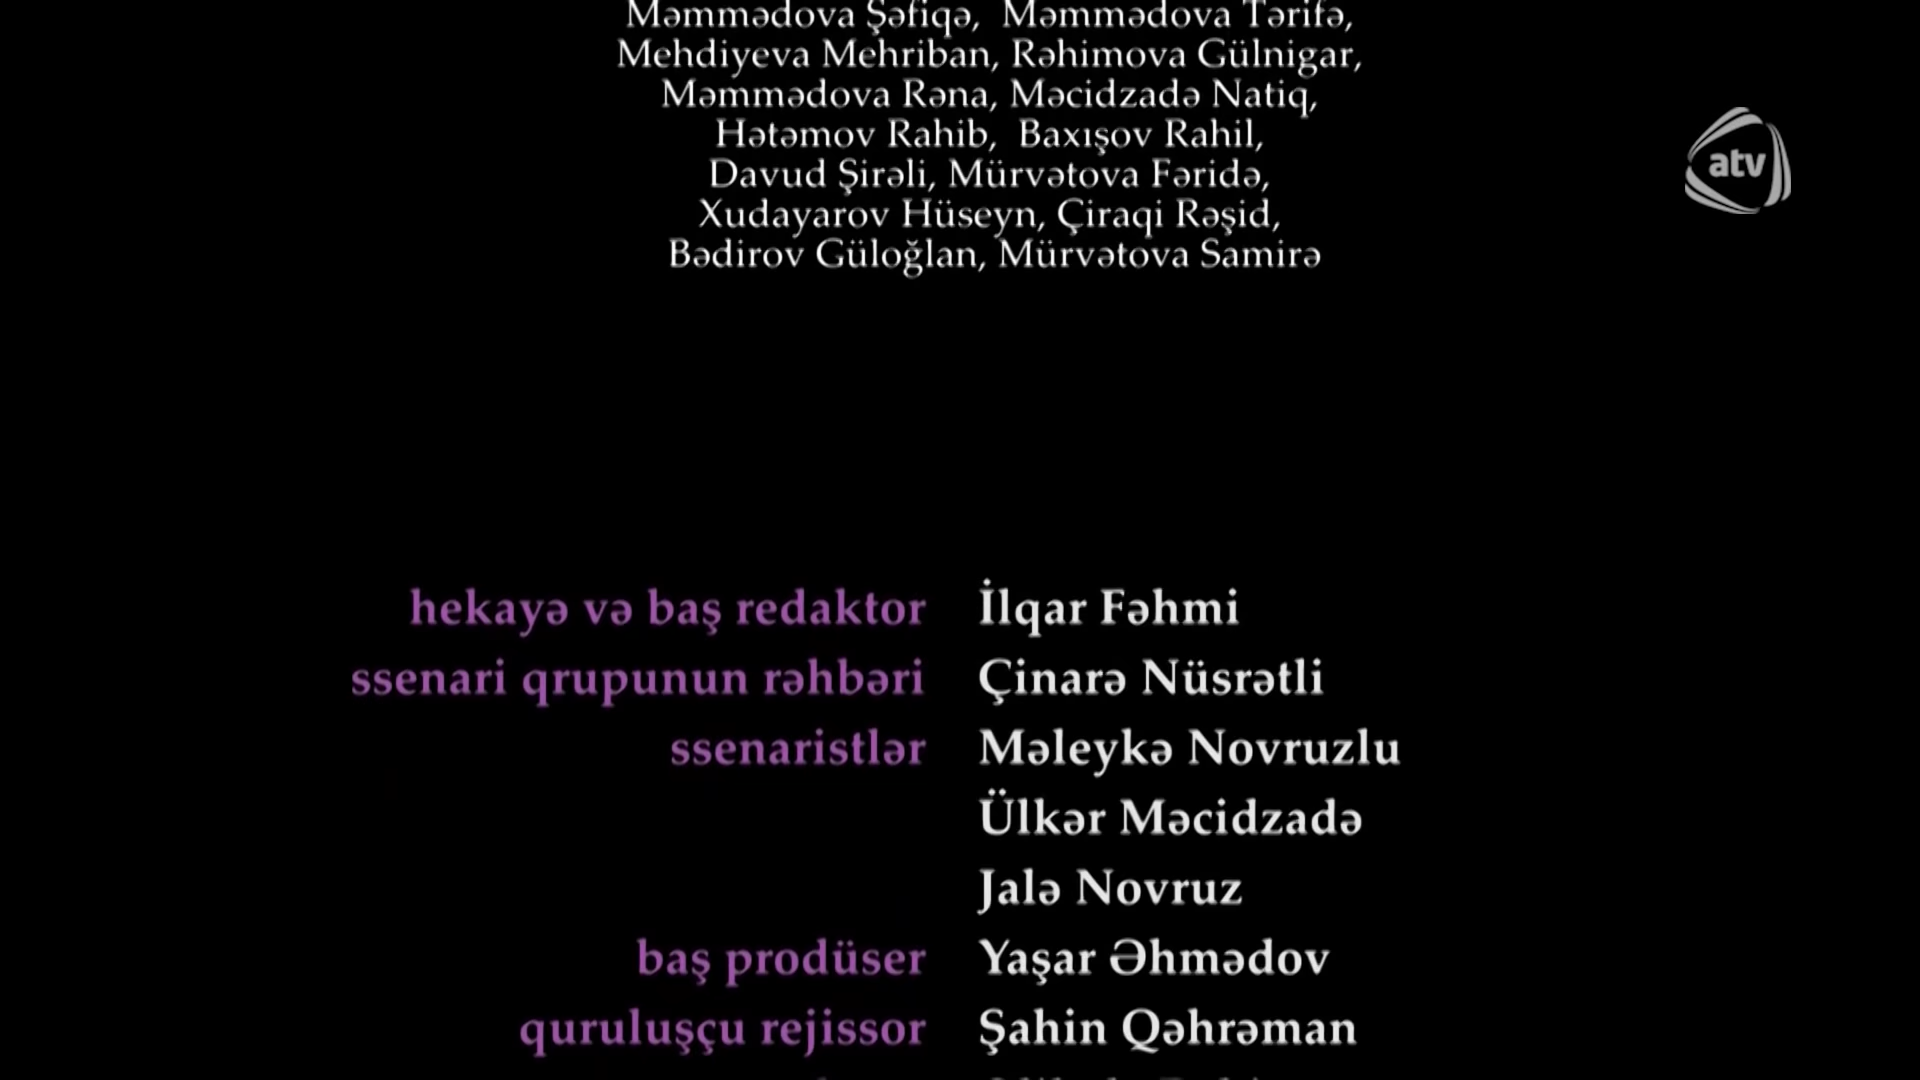 Məmmədova Şəfiqə, Məmmədova Tərifə,
Mehdiyeva Mehriban, Rəhimova Gülnigar,
Məmmədova Rəna, Məcidzadə Natiq,
Hətəmov Rahib, Baxışov Rahil,
Davud Şirəli, Mürvətova Fəridə,
Xudayarov Hüseyn, Çiraqi Rəşid,
Bədirov Güloğlan, Mürvətova Samirə
atv
hekayə və baş redaktor İlqar Fəhmi
ssenari qrupunun rəhbəri Çinarə Nüsrətli
ssenaristlər Məleykə Novruzlu
Ülkər Məcidzadə
Jalə Novruz
baş prodüser Yaşar Əhmədov
quruluşçu rejissor Şahin Qəhrəman